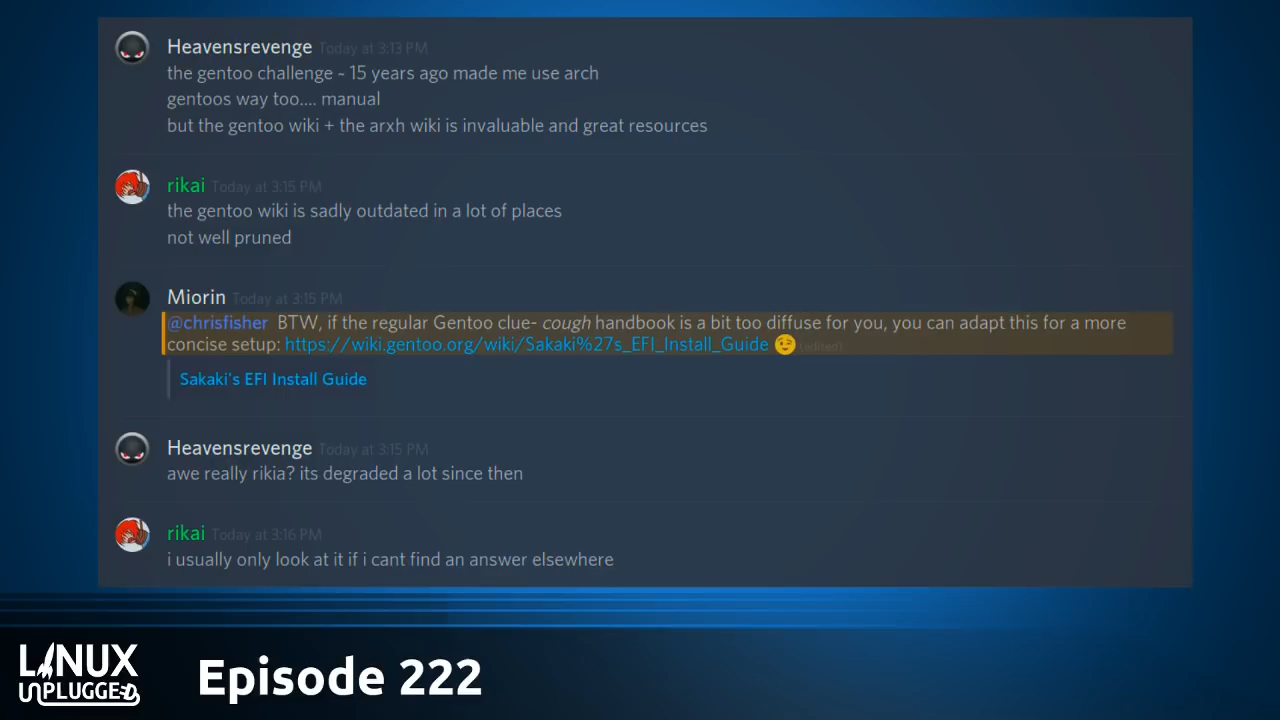 Heavensrevenge Today at 3:13 PM
the gentoo challenge ~ 15 years ago made me use arch
gentoos way too.... manual
but the gentoo wiki + the arxh wiki is invaluable and great resources
rikai Today at 3:15 PM
the gentoo wiki is sadly outdated in a lot of places
not well pruned
Miorin Today at 3:15 PM
@chrisfisher BTW, if the regular Gentoo clue- cough handbook is a bit too diffuse for you, you can adapt this for a more
concise setup: https://wiki.gentoo.org/wiki/Sakaki%27s_EFI_Install_Guide 😉 (edited)
Sakaki's EFI Install Guide
Heavensrevenge Today at 3:15 PM
awe really rikia? its degraded a lot since then
rikai Today at 3:16 PM
i usually only look at it if i cant find an answer elsewhere
LINUX
UNPLUGGED
Episode 222